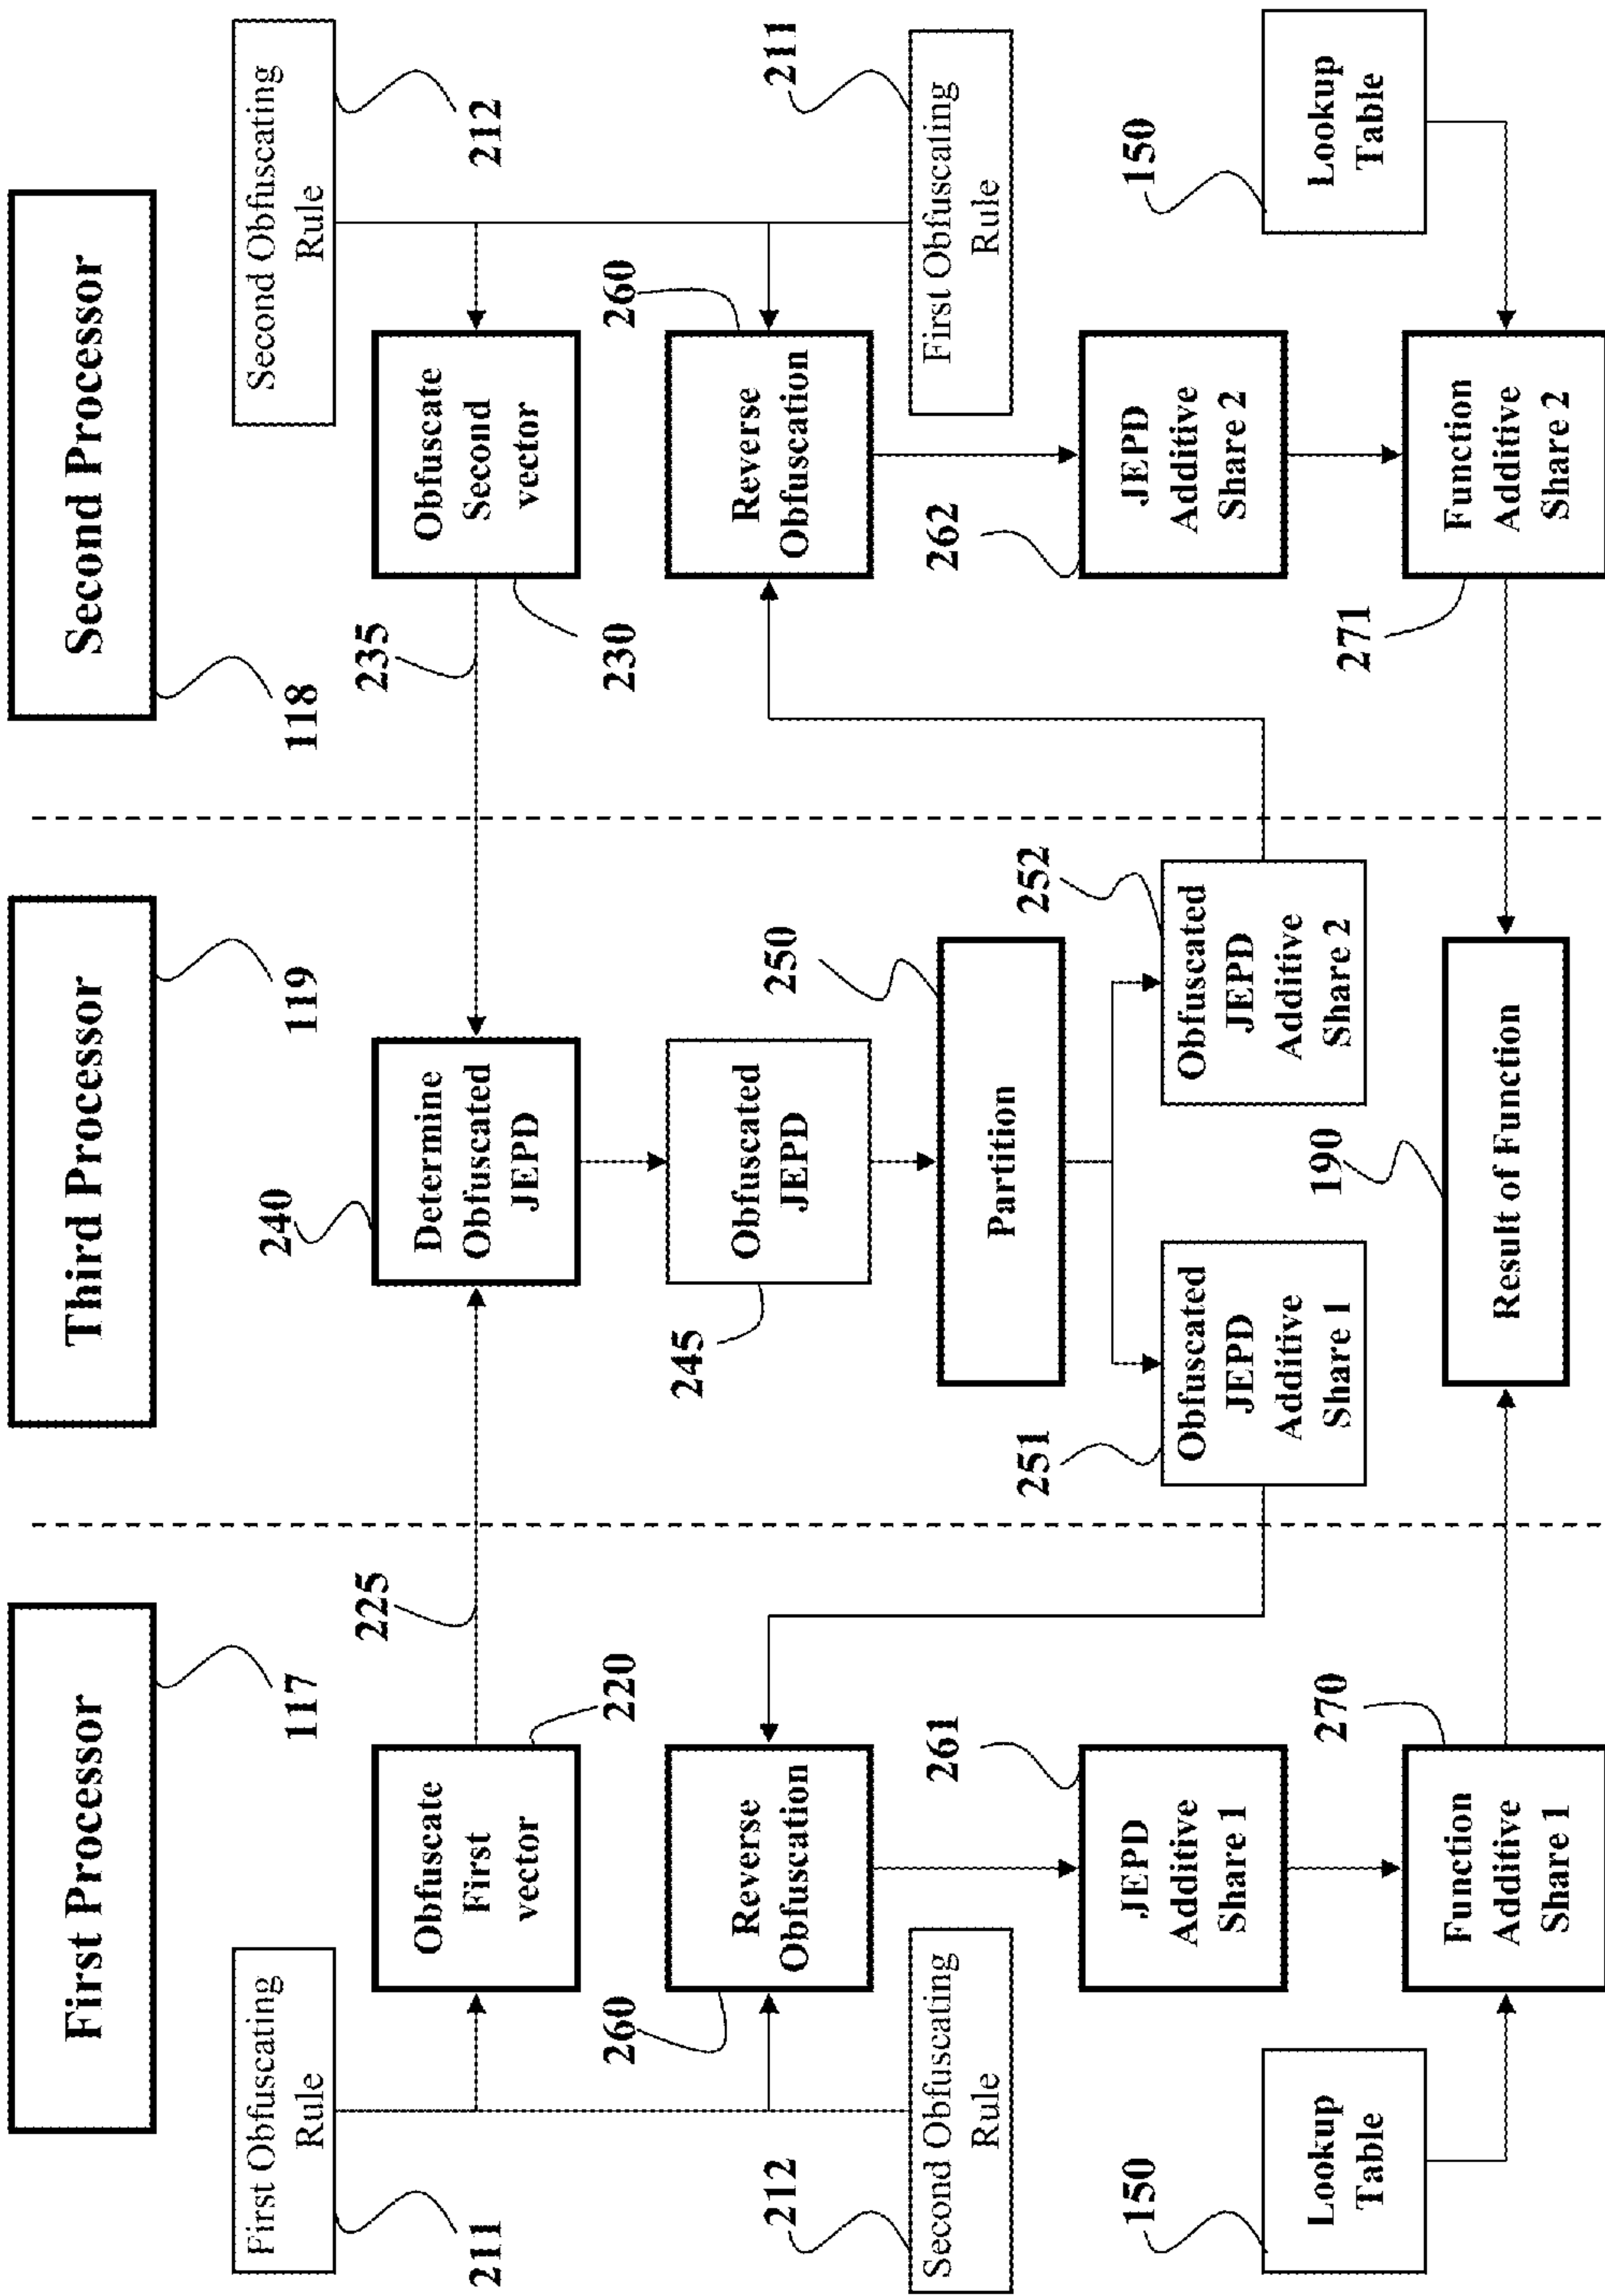 First Processor
117
Third Processor
119
Second Processor
118
First Obfuscating
Rule
211
Obfuscate
First
vector
220
225
240
Determine
Obfuscated
JEPD
235
Obfuscate
Second
vector
230
Second Obfuscating
Rule
212
260
Reverse
Obfuscation
245
Obfuscated
JEPD
Reverse
Obfuscation
260
212
Second Obfuscating
Rule
250
Partition
First Obfuscating
Rule
211
261
JEPD
Additive
Share 1
251
Obfuscated
JEPD
Additive
Share 1
252
Obfuscated
JEPD
Additive
Share 2
262
JEPD
Additive
Share 2
150
Lookup
Table
Function
Additive
Share 1
270
190
Result of Function
Function
Additive
Share 2
271
150
Lookup
Table